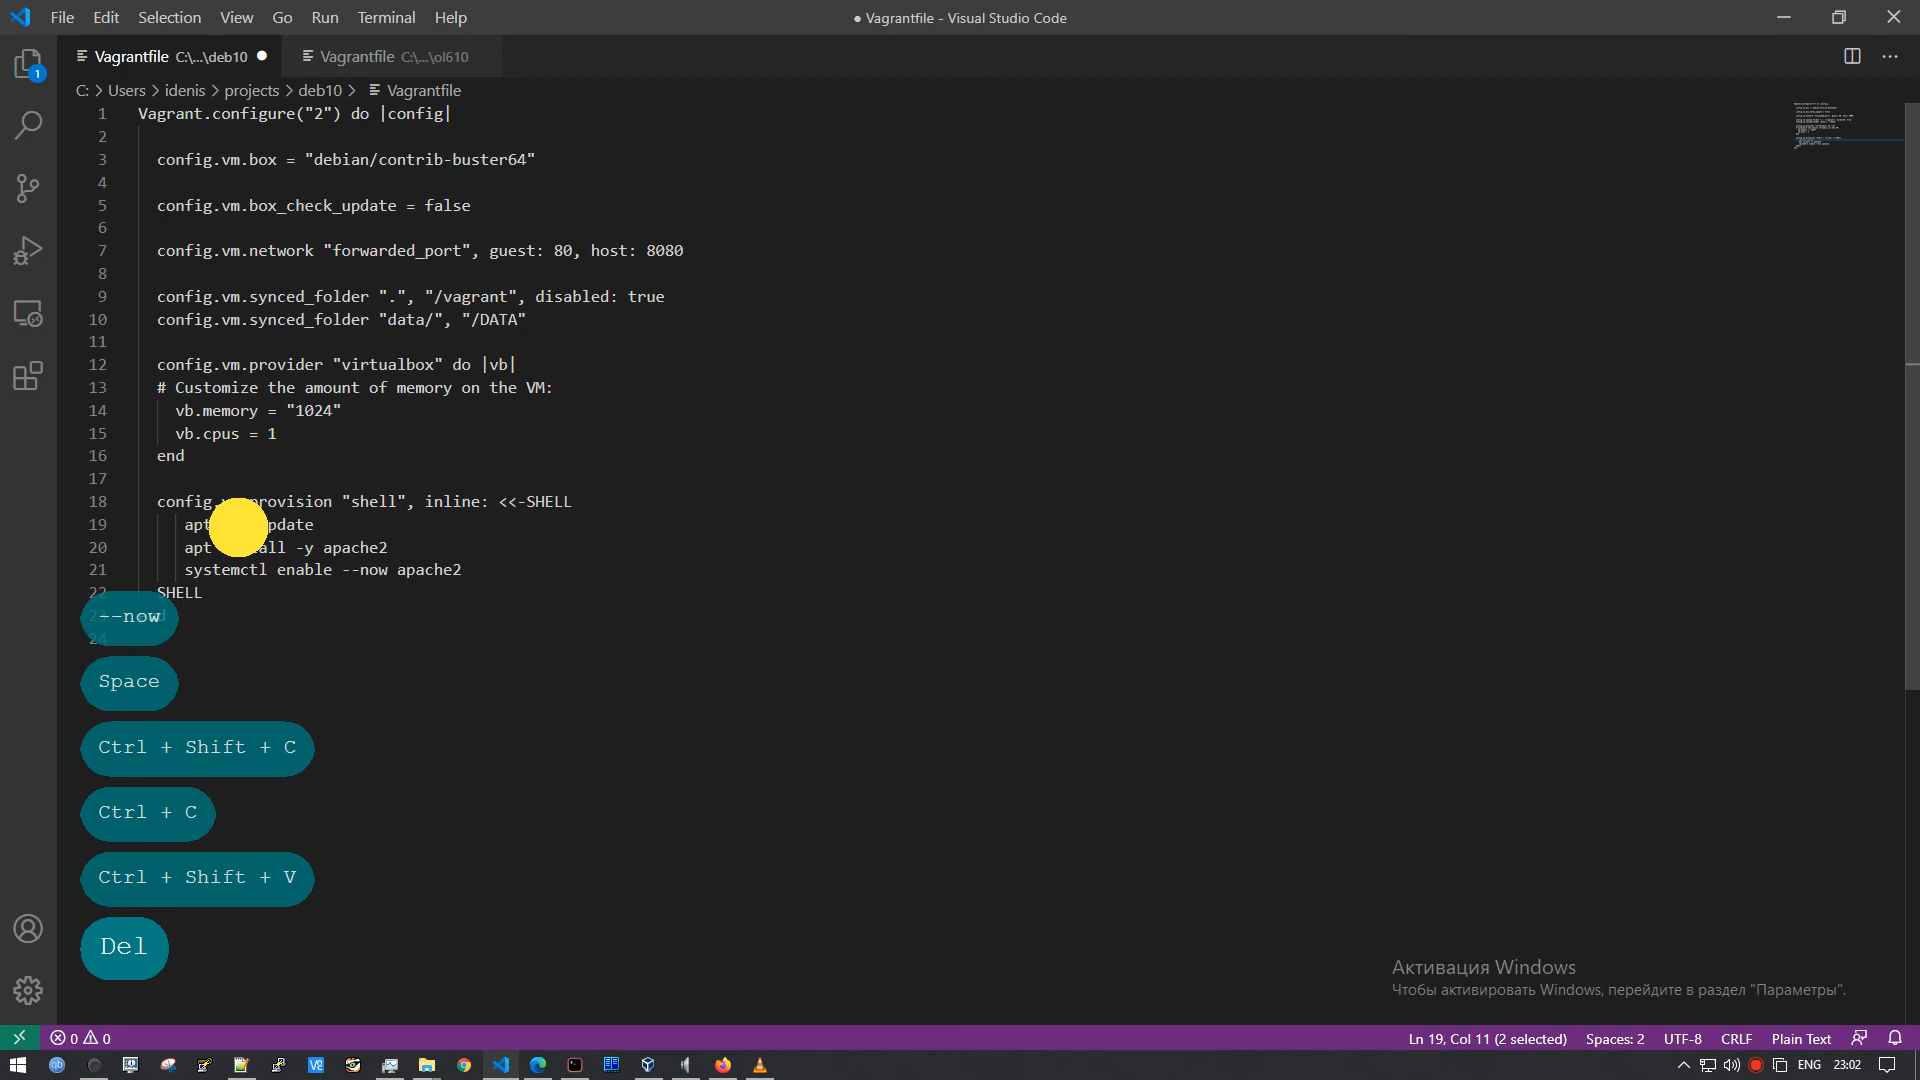 File Edit Selection View Go Run Terminal Help
● Vagrantfile - Visual Studio Code
Vagrantfile C:\...\deb10 ●
Vagrantfile C:\...\ol610
1
C: > Users > idenis > projects > deb10 > Vagrantfile
1 Vagrant.configure("2") do |config|
2
3 config.vm.box = "debian/contrib-buster64"
4
5 config.vm.box_check_update = false
6
7 config.vm.network "forwarded_port", guest: 80, host: 8080
8
9 config.vm.synced_folder ".", "/vagrant", disabled: true
10 config.vm.synced_folder "data/", "/DATA"
11
12 config.vm.provider "virtualbox" do |vb|
13 # Customize the amount of memory on the VM:
14 vb.memory = "1024"
15 vb.cpus = 1
16 end
17
18 config. provision "shell", inline: <<-SHELL
19 apt
20 apt -y apache2
21 systemctl enable --now apache2
22 SHELL
--now
24
Space
Ctrl + Shift + C
Ctrl + C
Ctrl + Shift + V
Del
Активация Windows
Чтобы активировать Windows, перейдите в раздел "Параметры".
0 0
Ln 19, Col 11 (2 selected) Spaces: 2 UTF-8 CRLF Plain Text
ENG 23:02